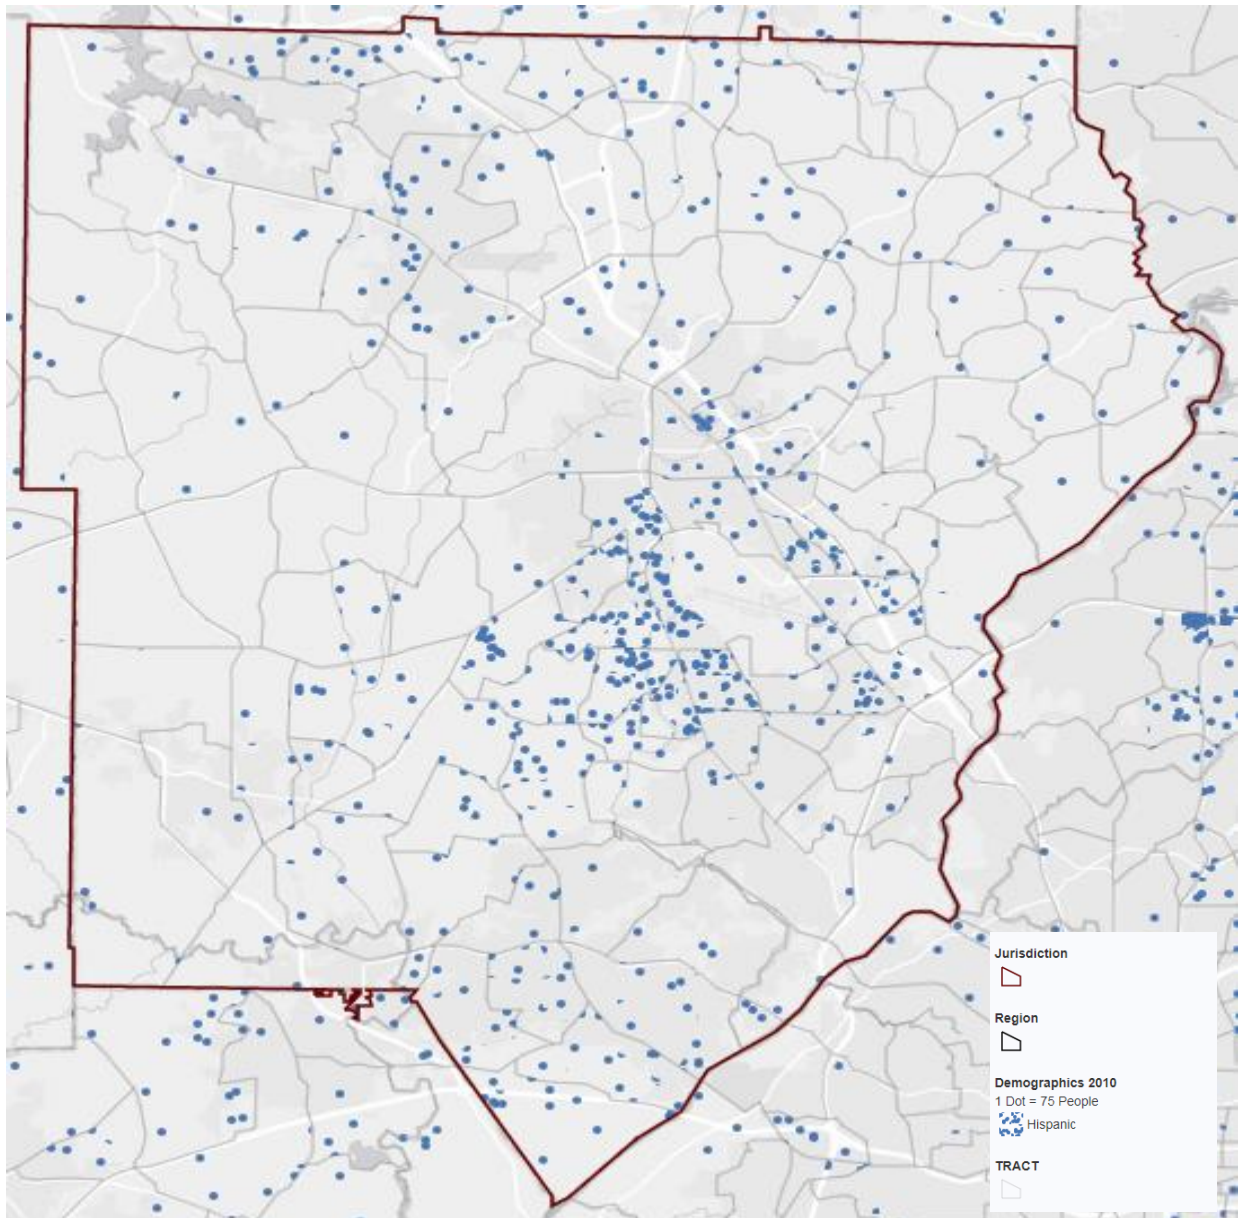 Jurisdiction
Region
Demographics 2010
1 Dot = 75 People
Hispanic
TRACT